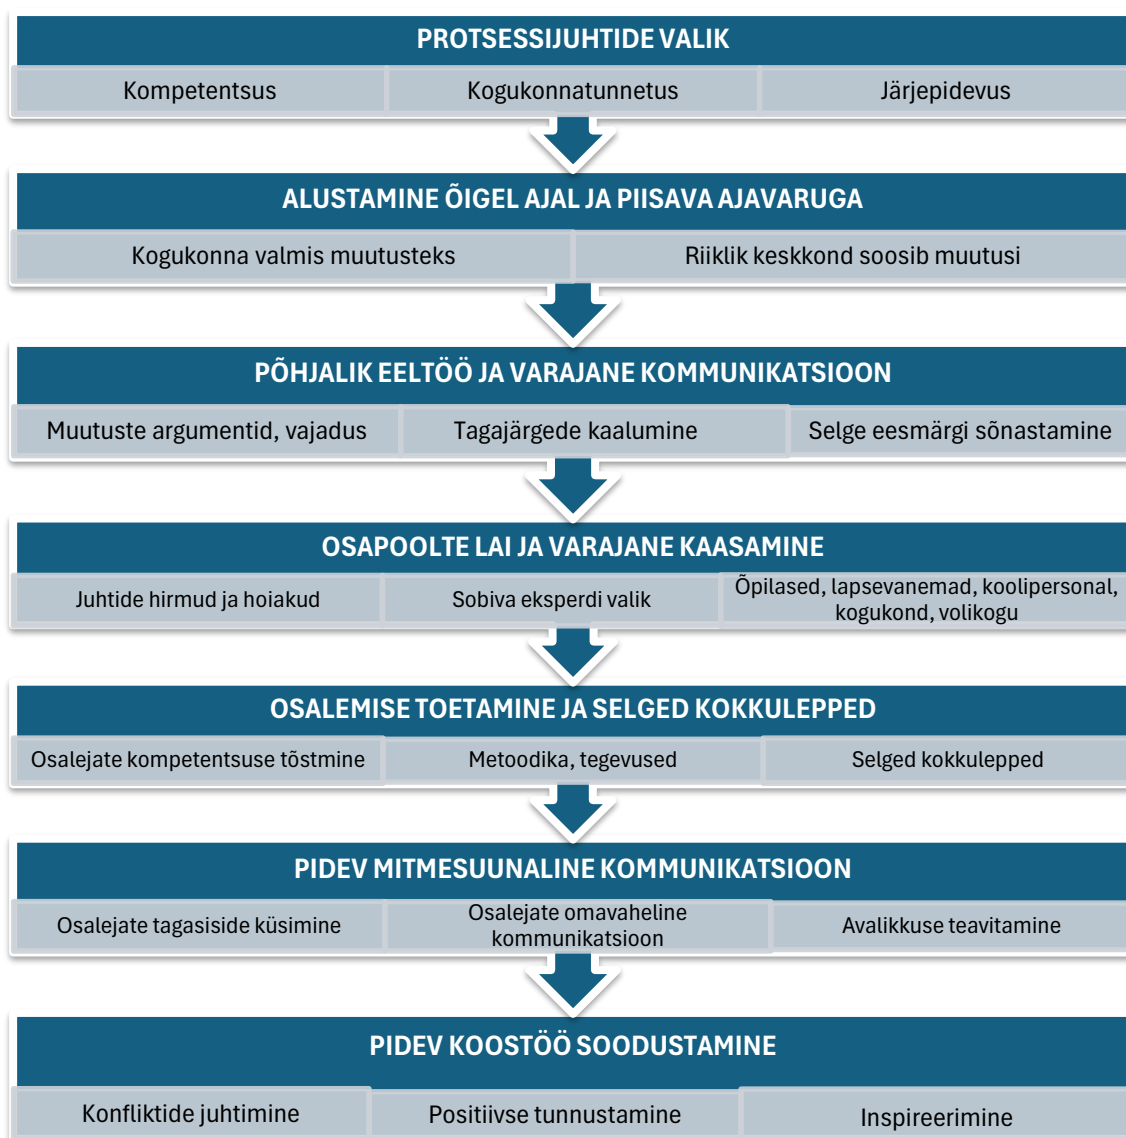 PROTSESSIJUHTIDE VALIK
Kompetentsus
Kogukonnatunnetus
Järjepidevus
ALUSTAMINE ÕIGEL AJAL JA PIISAVA AJAVARUGA
Kogukonna valmis muutusteks
Riiklik keskkond soosib muutusi
PÕHJALIK EELTÖÖ JA VARAJANE KOMMUNIKATSIOON
Muutuste argumentid, vajadus
Tagajärgede kaalumine
Selge eesmärgi sõnastamine
OSAPOOLTE LAI JA VARAJANE KAASAMINE
Juhtide hirmud ja hoiakud
Sobiva eksperdi valik
Õpilased, lapsevanemad, koolipersonal,
kogukond, volikogu
OSALEMISE TOETAMINE JA SELGED KOKKULEPPED
Osalejate kompetentsuse tõstmine
Metoodika, tegevused
Selged kokkulepped
PIDEV MITMESUUNALINE KOMMUNIKATSIOON
Osalejate tagasiside küsimine
Osalejate omavaheline
kommunikatsioon
Avalikkuse teavitamine
PIDEV KOOSTÖÖ SOODUSTAMINE
Konfliktide juhtimine
Positiivse tunnustamine
Inspireerimine